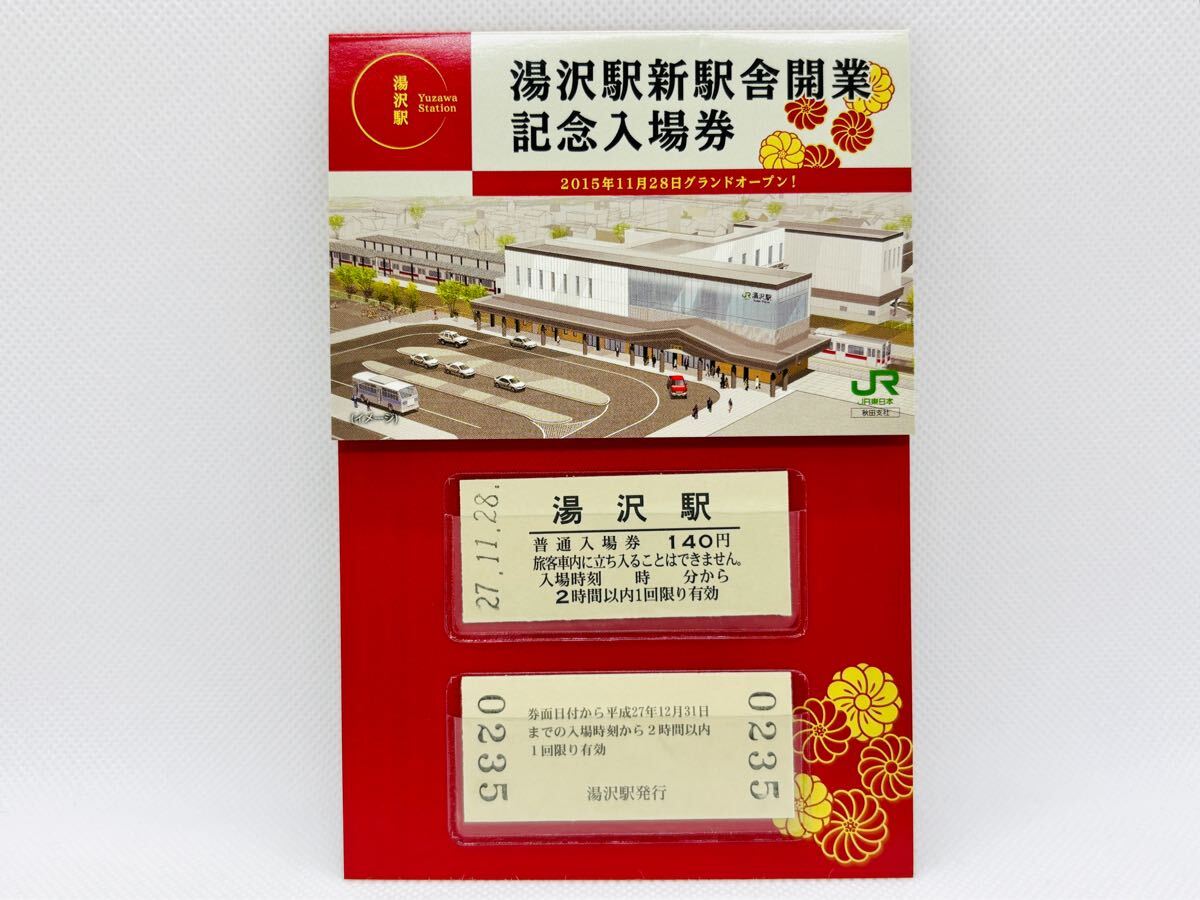 湯沢駅
Yuzawa
Station
湯沢駅新駅舎開業
記念入場券
2015年11月28日グランドオープン!
JR 湯沢駅
JR
JR東日本
秋田支社
(イメージ)
27.11.28.
湯沢駅
普通入場券 140円
旅客車内に立ち入ることはできません。
入場時刻 時 分から
2時間以内1回限り有効
0235
券面日付から平成27年12月31日
までの入場時刻から2時間以内
1回限り有効
湯沢駅発行
0235